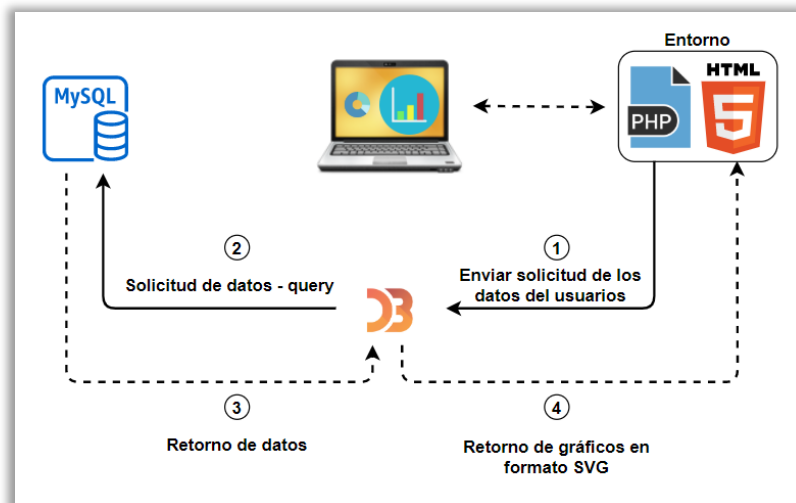 Entorno
MySQL
PHP
HTML
5
2
Solicitud de datos - query
1
Enviar solicitud de los
datos del usuarios
D3
3
Retorno de datos
4
Retorno de gráficos en
formato SVG